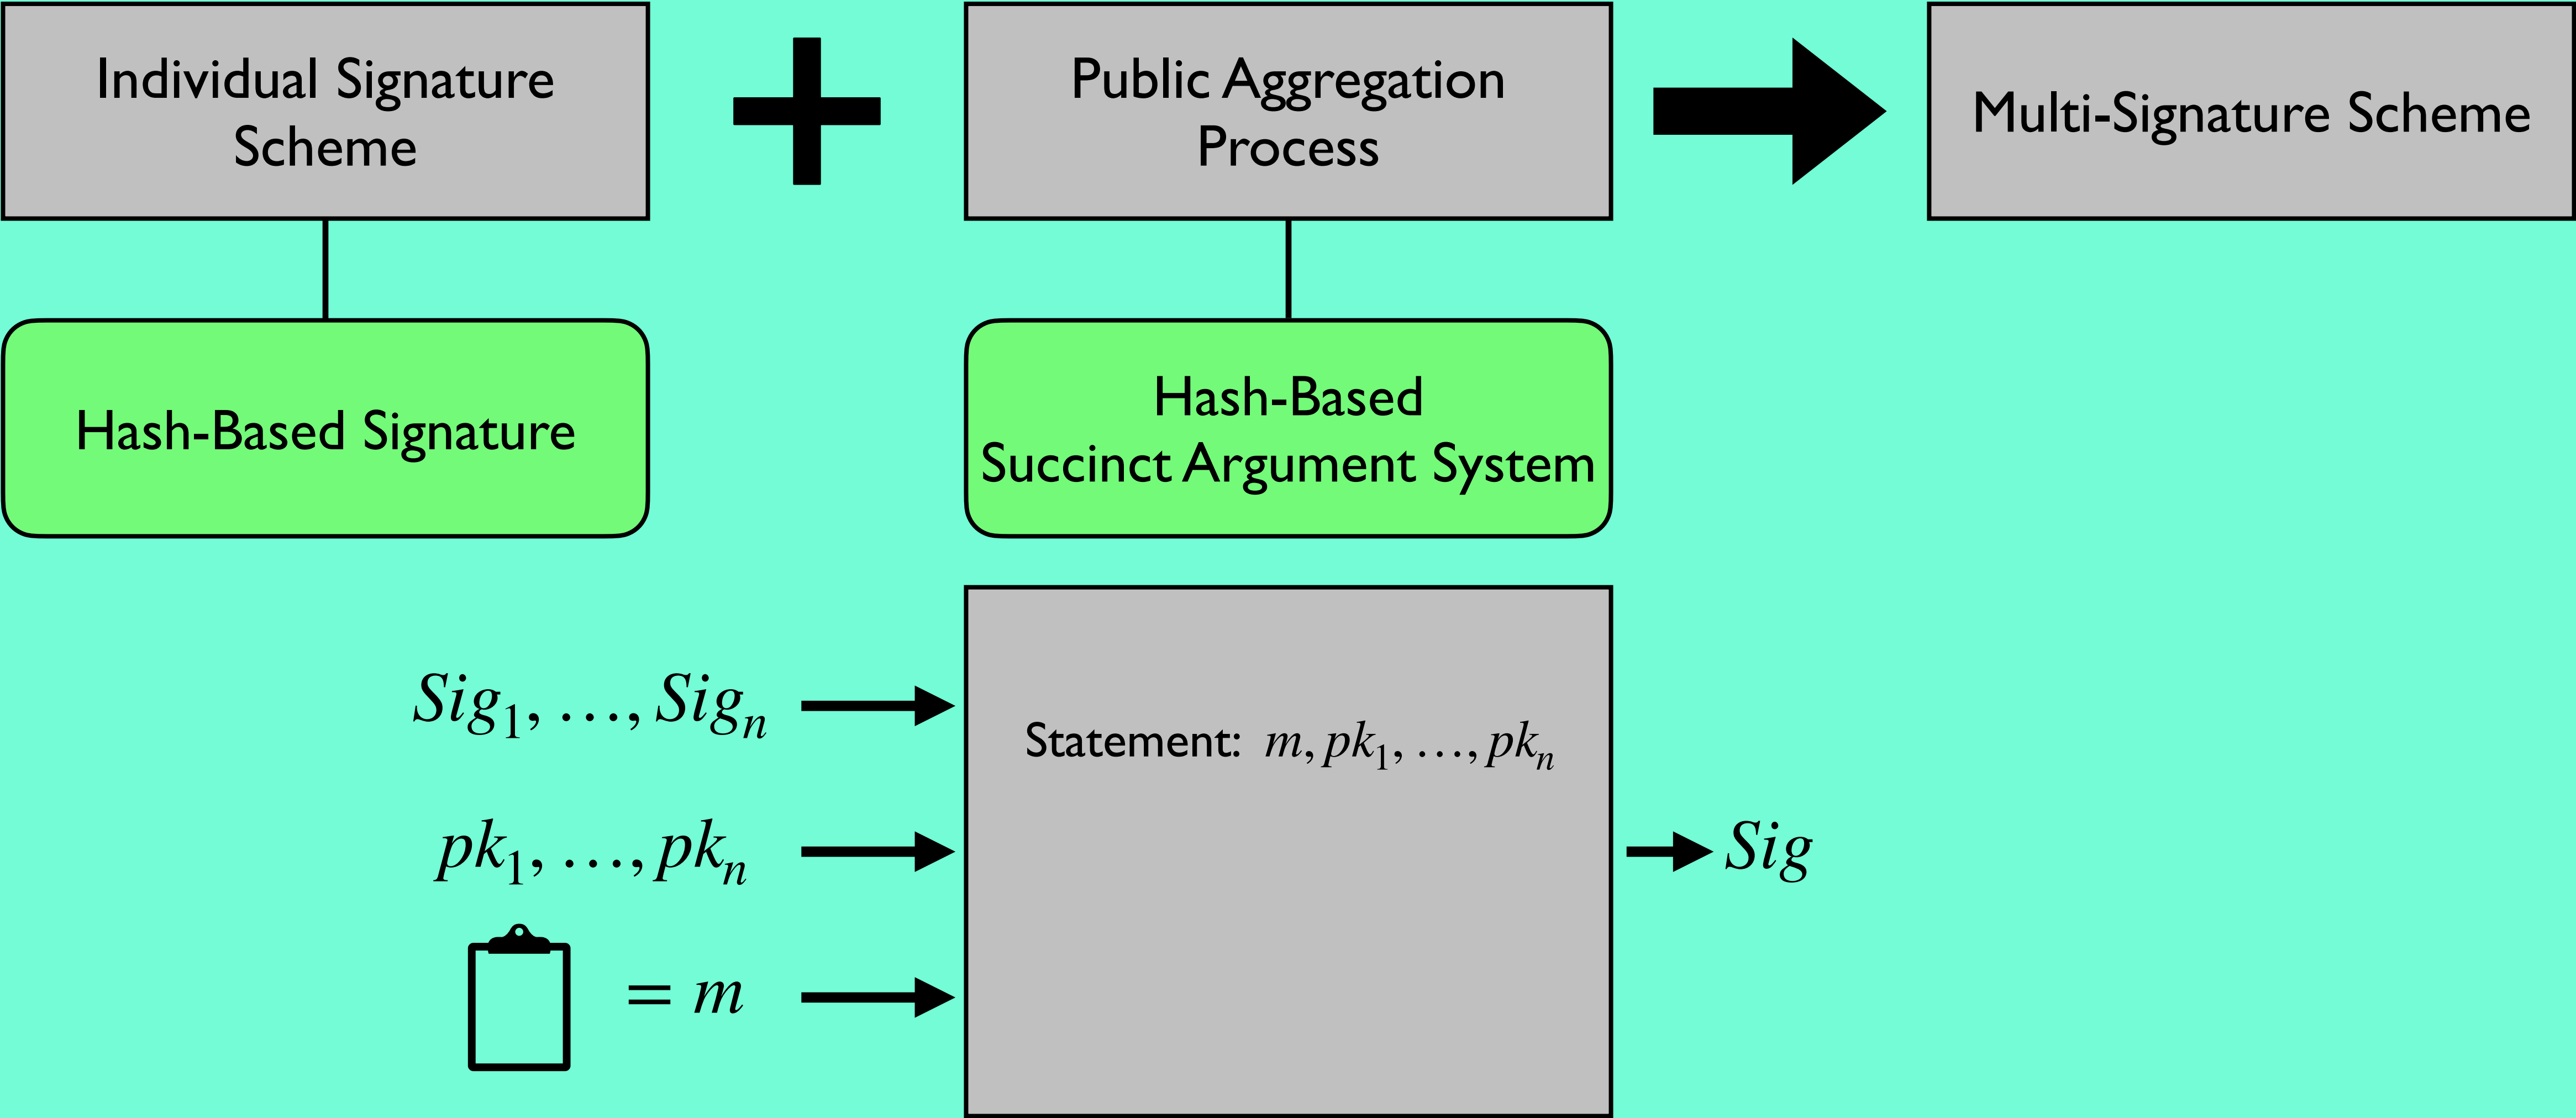 Individual Signature
Scheme
Public Aggregation
Process
Multi-Signature Scheme
Hash-Based Signature
Hash-Based
Succinct Argument System
Sig₁, …, Sigₙ
Statement: m, pk₁, …, pkₙ
pk₁, …, pkₙ
Sig
= m